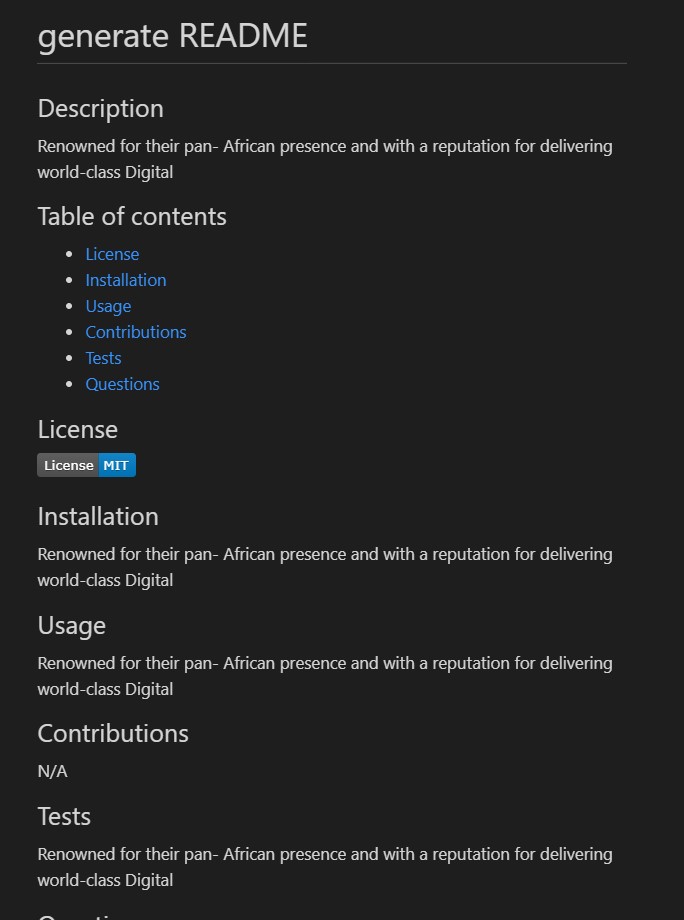 generate README
Description
Renowned for their pan- African presence and with a reputation for delivering
world-class Digital
Table of contents
License
Installation
Usage
Contributions
Tests
Questions
License
License MIT
Installation
Renowned for their pan- African presence and with a reputation for delivering
world-class Digital
Usage
Renowned for their pan- African presence and with a reputation for delivering
world-class Digital
Contributions
N/A
Tests
Renowned for their pan- African presence and with a reputation for delivering
world-class Digital